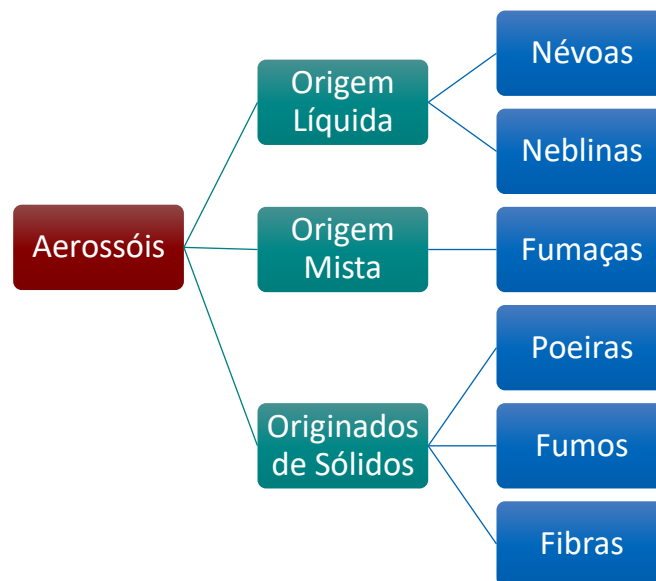 Aerossóis
Origem
Líquida
Névoas
Neblinas
Origem
Mista
Fumaças
Originados
de Sólidos
Poeiras
Fumos
Fibras